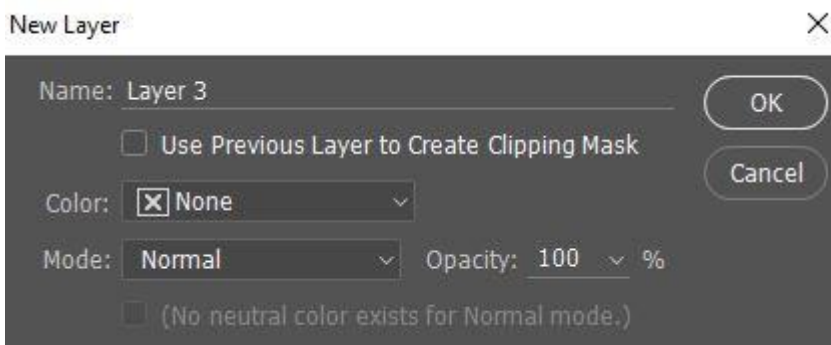 New Layer
Name: Layer 3
OK
Use Previous Layer to Create Clipping Mask
Cancel
Color: None
Mode: Normal Opacity: 100 %
(No neutral color exists for Normal mode.)